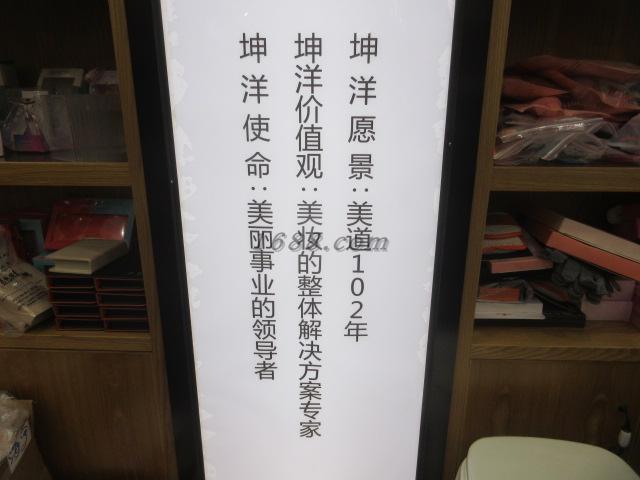 坤洋愿景:美道102年
坤洋价值观:美妆的整体解决方案专家
坤洋使命:美丽事业的领导者
1688.com